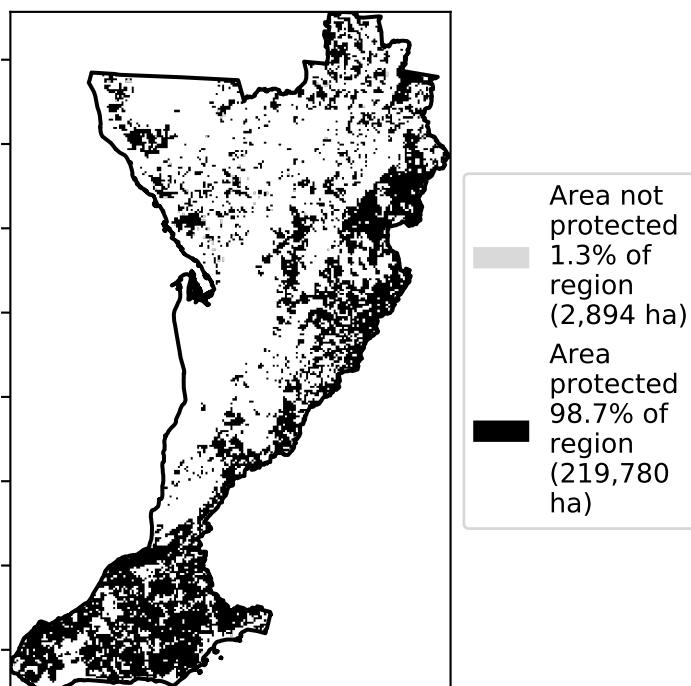 Area not
protected
1.3% of
region
(2,894 ha)
Area
protected
98.7% of
region
(219,780
ha)